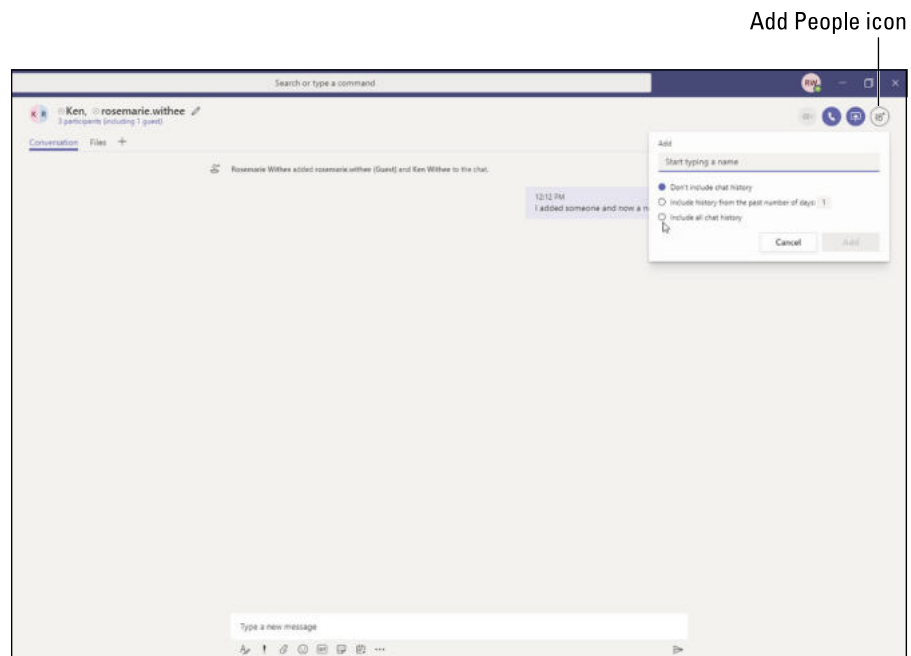 Add People icon
Search or type a command
RW
K R
Ken, rosemarie.withee
3 participants (including 1 guest)
Conversation Files +
Add
Start typing a name
Don't include chat history
Include history from the past number of days: 1
Include all chat history
Cancel Add
Rosemarie Withee added rosemarie.withee (Guest) and Ken Withee to the chat.
12:12 PM
I added someone and now a n
Type a new message
GIF